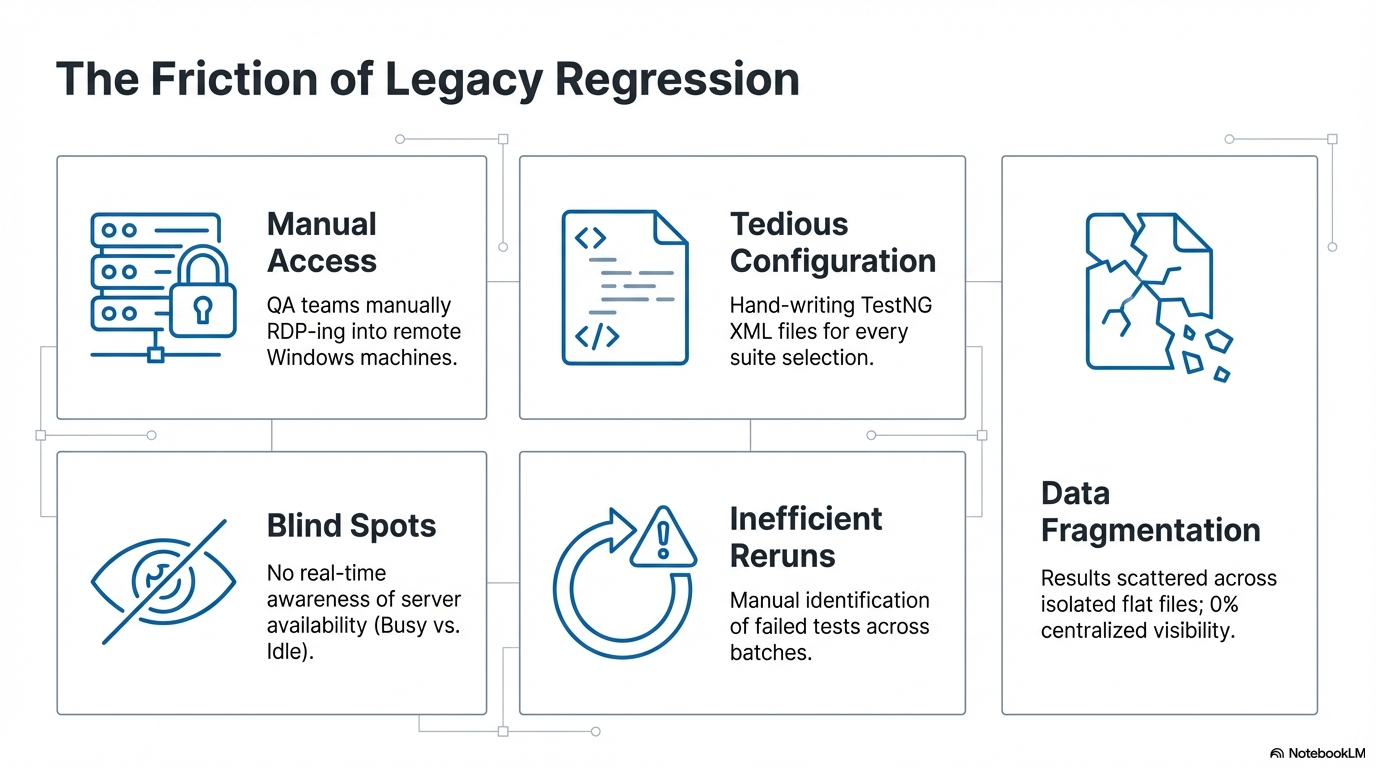 The Friction of Legacy Regression
Manual
Access
QA teams manually
RDP-ing into remote
Windows machines.
Tedious
Configuration
Hand-writing TestNG
XML files for every
suite selection.
Blind Spots
No real-time
awareness of server
availability (Busy vs.
Idle).
Inefficient
Reruns
Manual identification
of failed tests across
batches.
Data
Fragmentation
Results scattered across
isolated flat files; 0%
centralized visibility.
NotebookLM